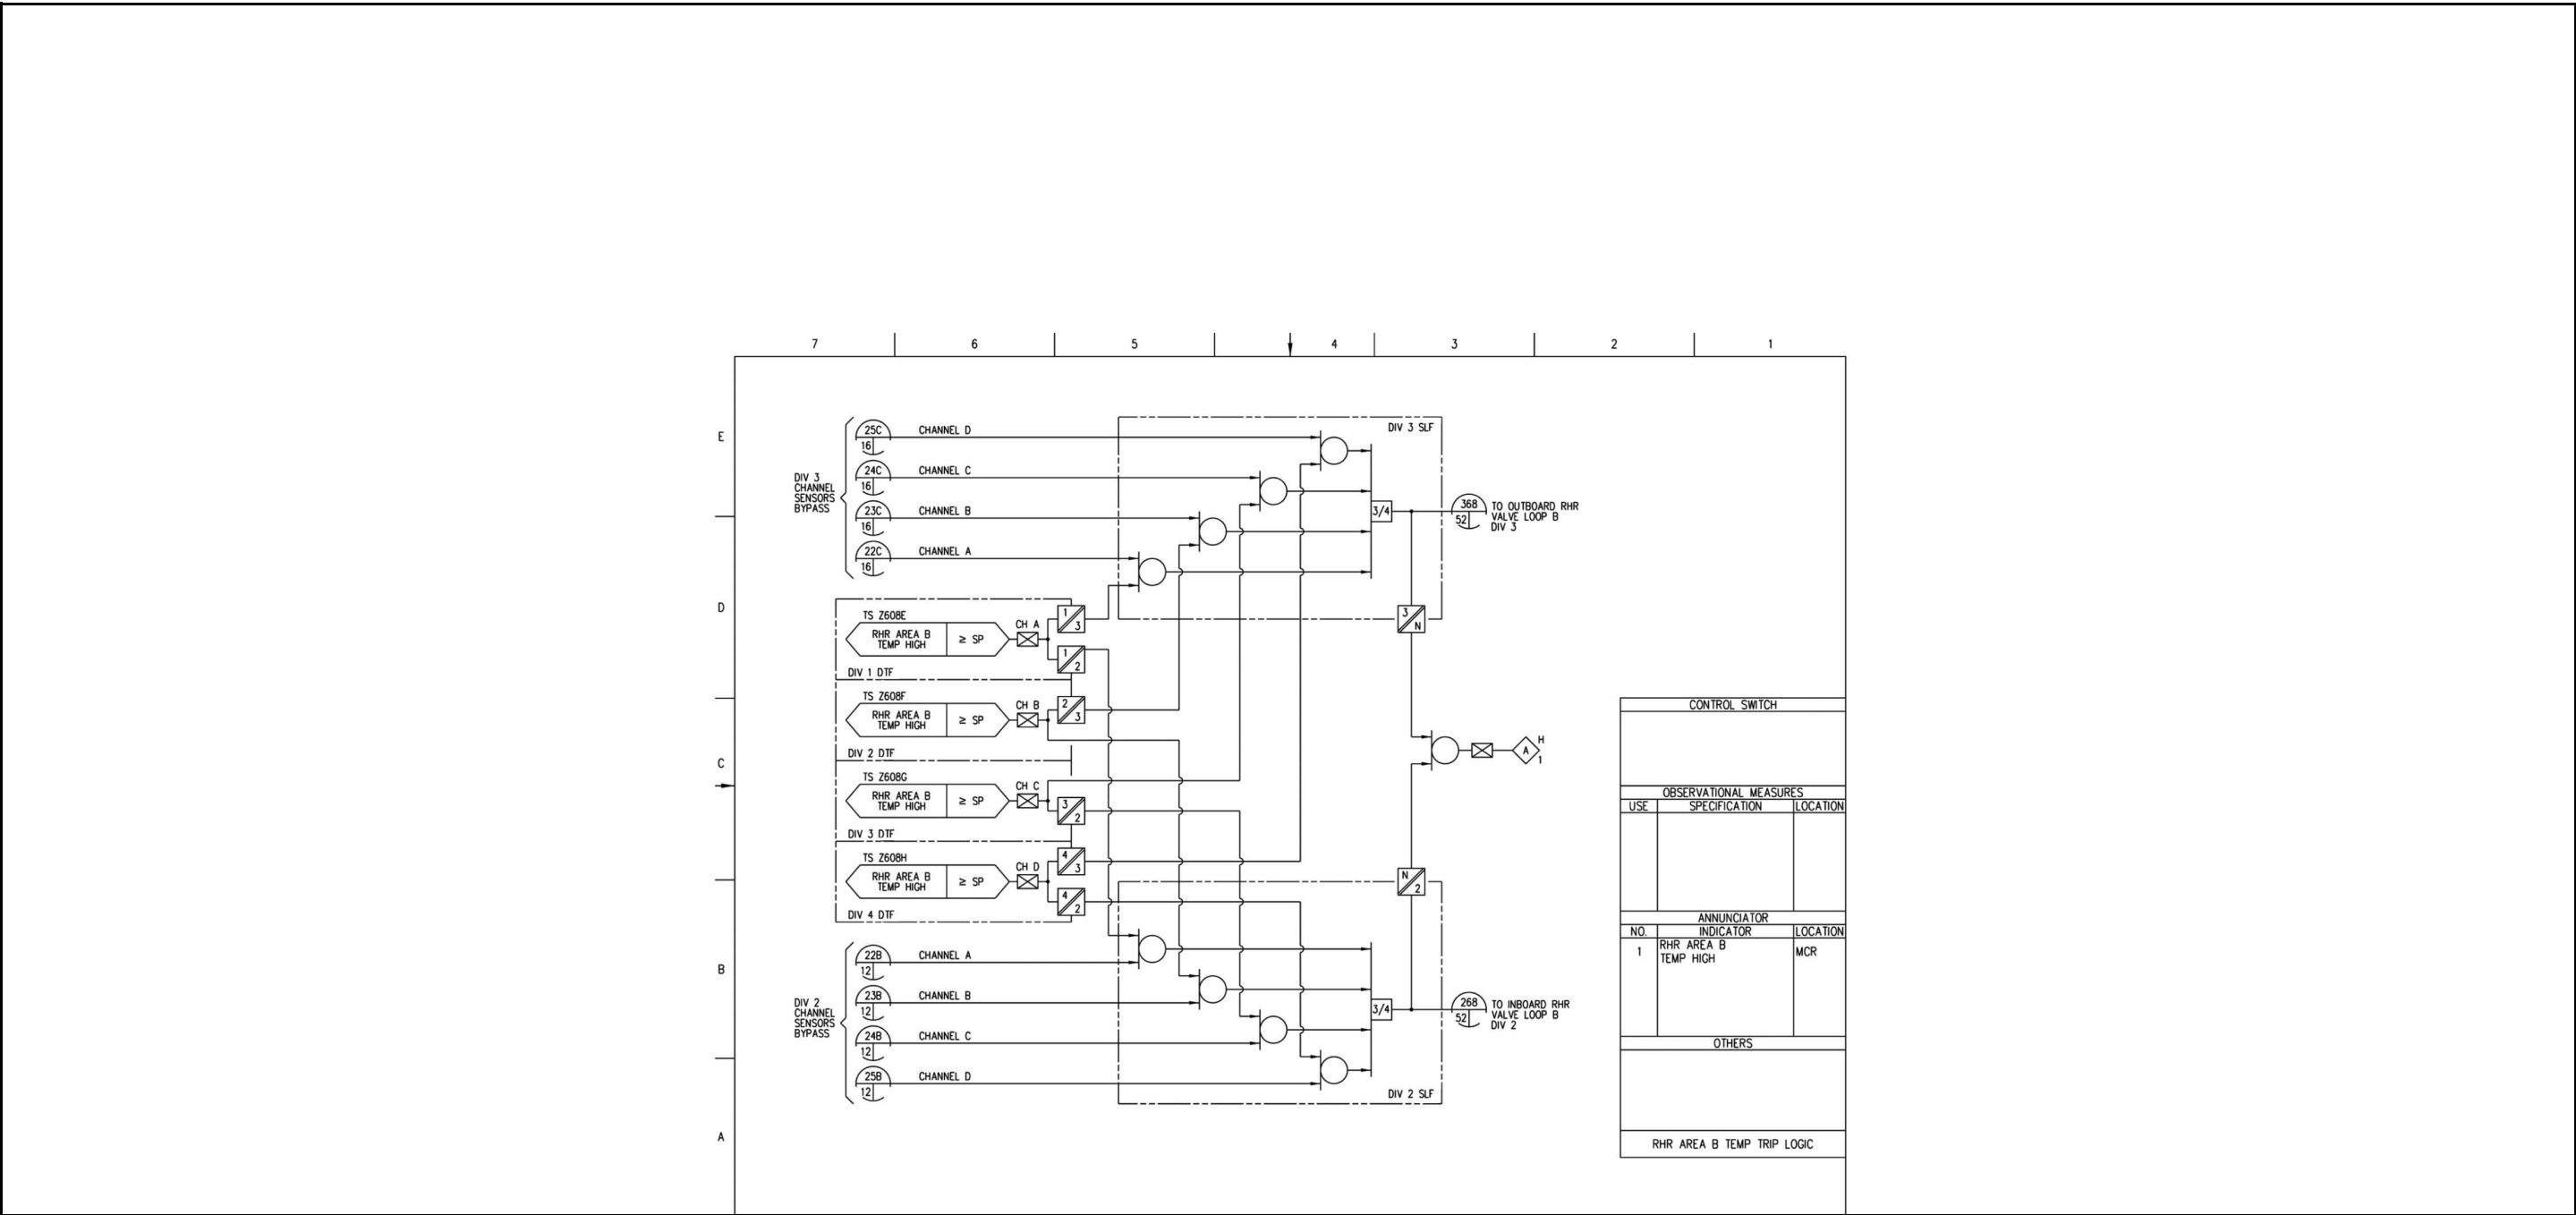 7 6 5 4 3 2 1
E
D
C
B
A
DIV 3
CHANNEL
SENSORS
BYPASS
25C
16
CHANNEL D
24C
16
CHANNEL C
23C
16
CHANNEL B
22C
16
CHANNEL A
DIV 3 SLF
3/4
368
52
TO OUTBOARD RHR
VALVE LOOP B
DIV 3
TS Z608E
RHR AREA B
TEMP HIGH
≥ SP
CH A
1
3
1
2
DIV 1 DTF
3
N
TS Z608F
RHR AREA B
TEMP HIGH
≥ SP
CH B
2
3
DIV 2 DTF
A
H
1
TS Z608G
RHR AREA B
TEMP HIGH
≥ SP
CH C
3
2
DIV 3 DTF
TS Z608H
RHR AREA B
TEMP HIGH
≥ SP
CH D
4
3
4
2
DIV 4 DTF
N
2
DIV 2
CHANNEL
SENSORS
BYPASS
22B
12
CHANNEL A
23B
12
CHANNEL B
24B
12
CHANNEL C
25B
12
CHANNEL D
3/4
268
52
TO INBOARD RHR
VALVE LOOP B
DIV 2
DIV 2 SLF
CONTROL SWITCH
OBSERVATIONAL MEASURES
USE SPECIFICATION LOCATION
ANNUNCIATOR
NO. INDICATOR LOCATION
1 RHR AREA B
TEMP HIGH
MCR
OTHERS
RHR AREA B TEMP TRIP LOGIC